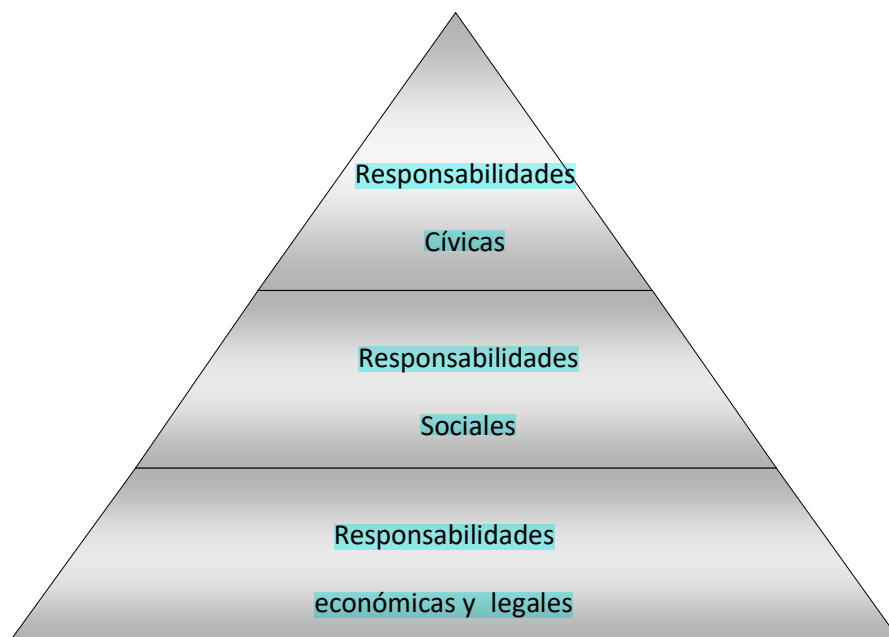 Responsabilidades
Cívicas
Responsabilidades
Sociales
Responsabilidades
económicas y legales